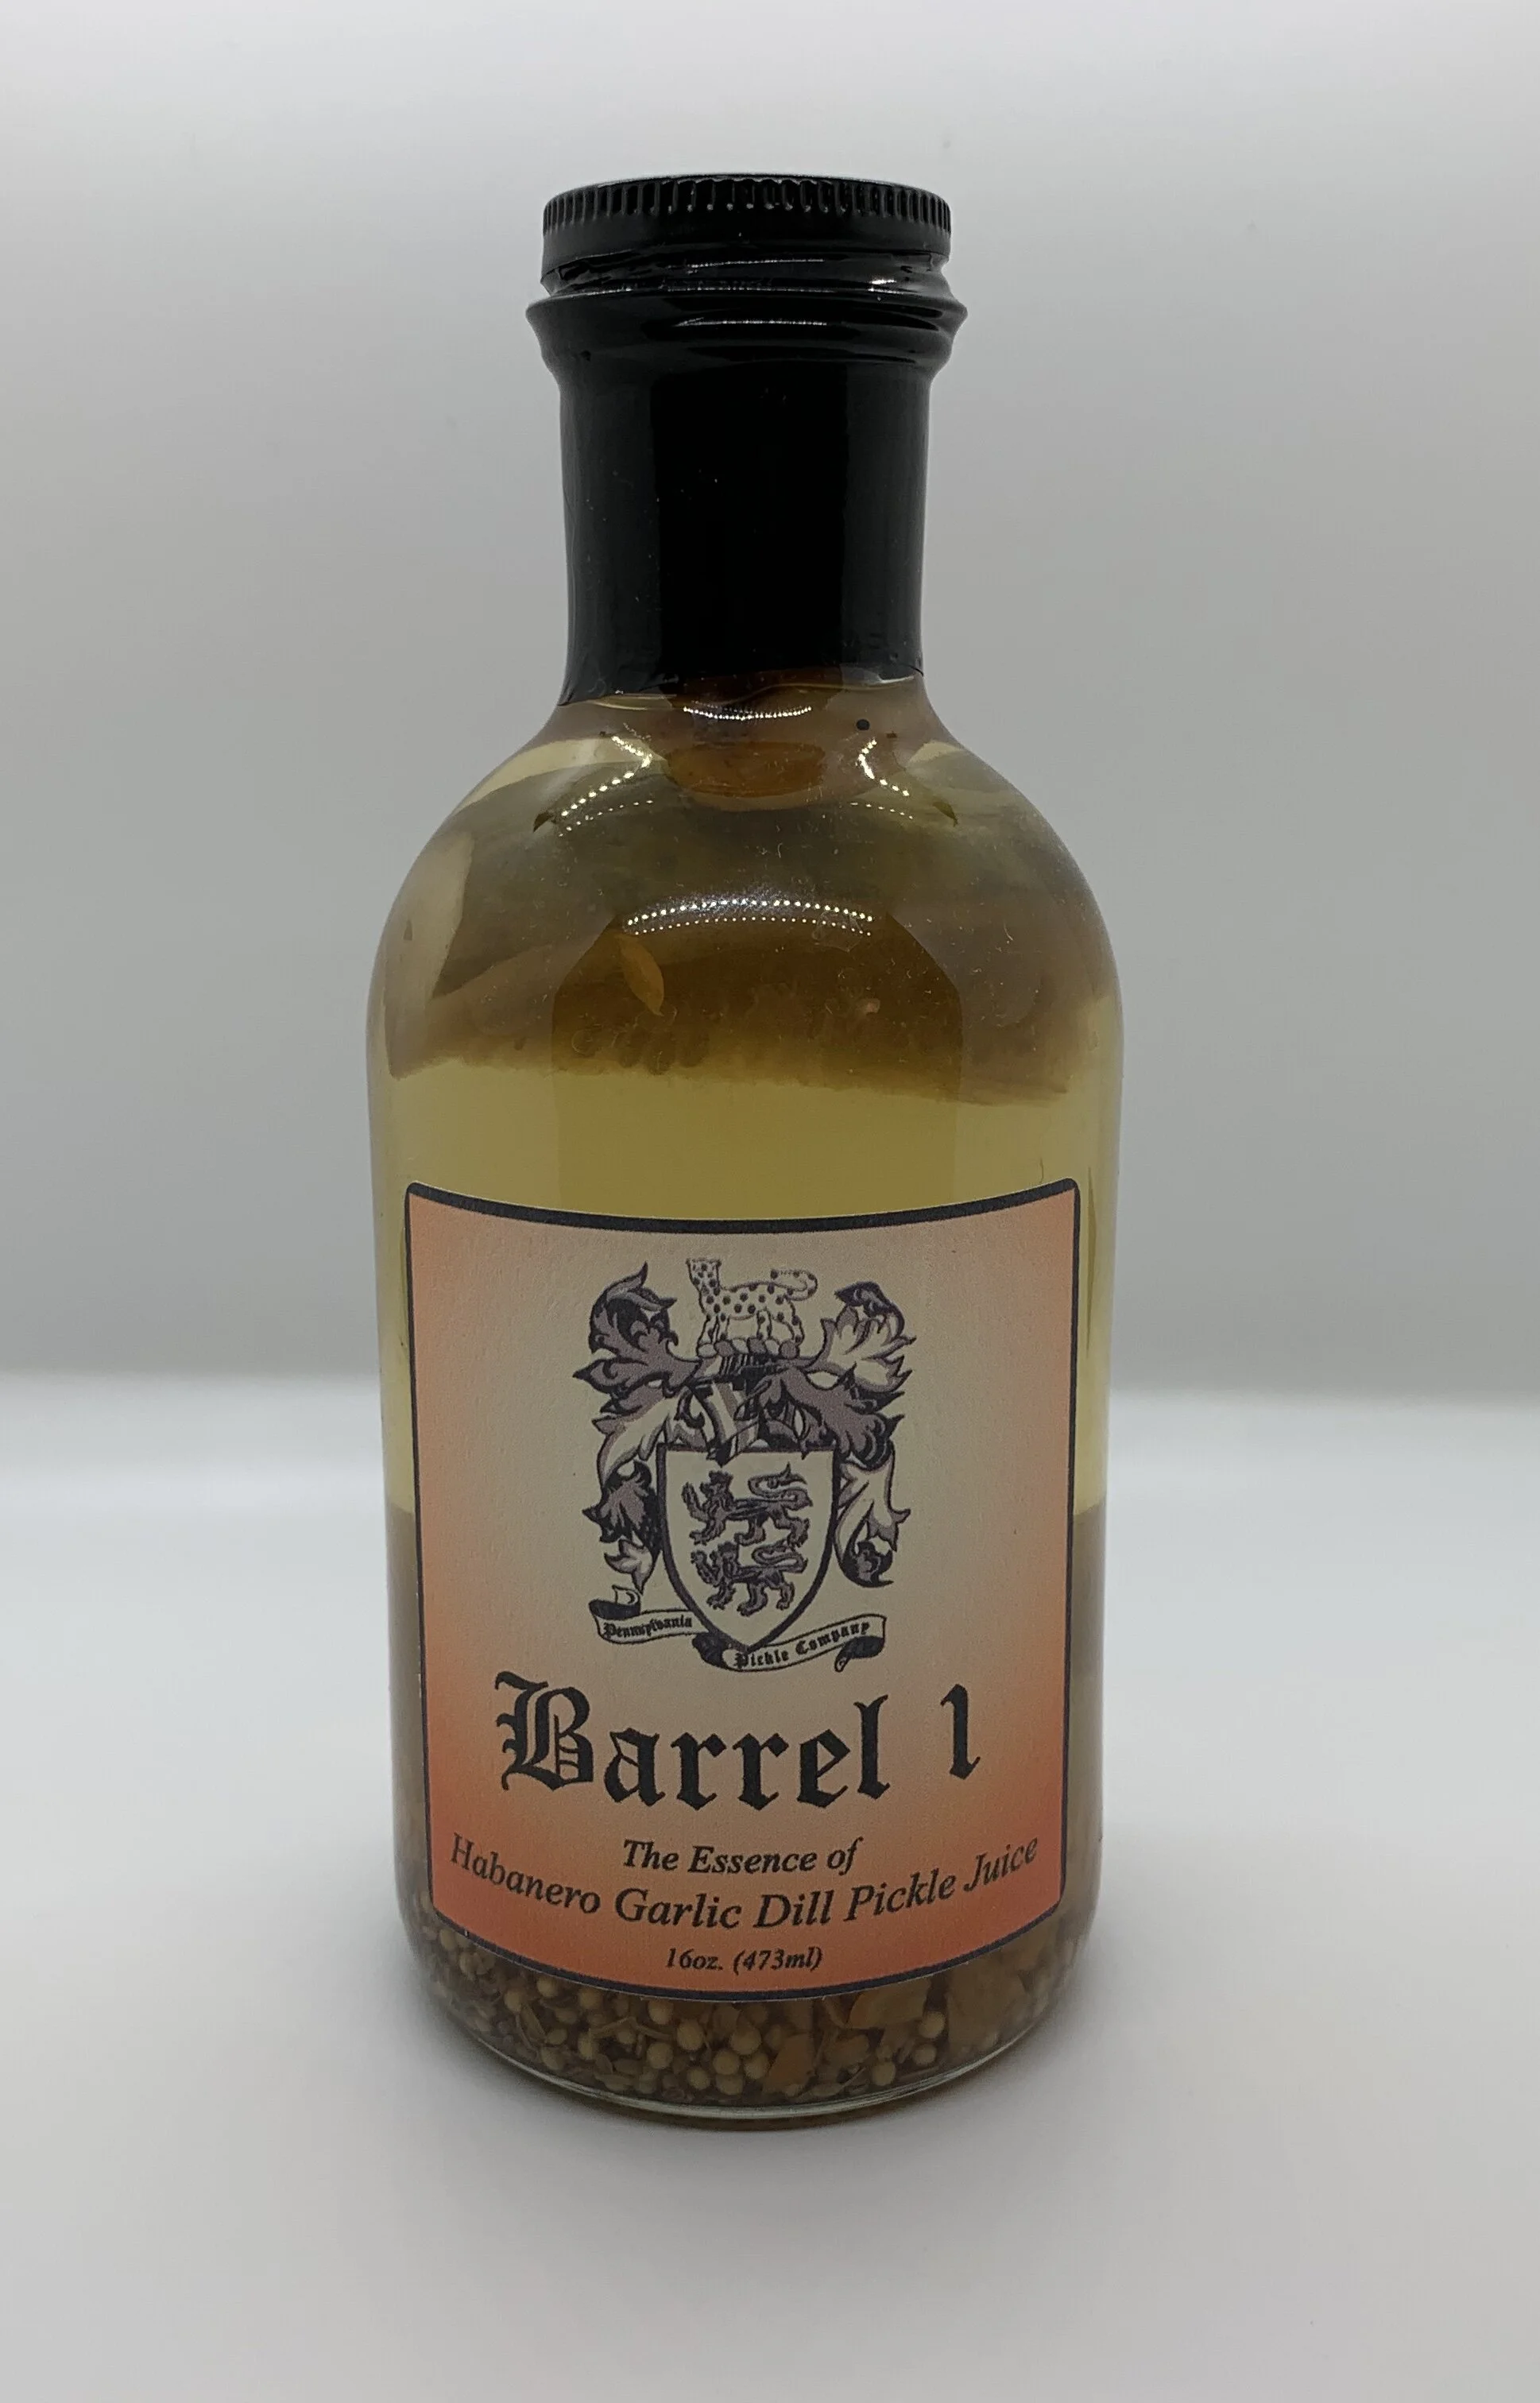 Pennsylvania
Pickle Company
Barrel 1
The Essence of
Habanero Garlic Dill Pickle Juice
16oz. (473ml)